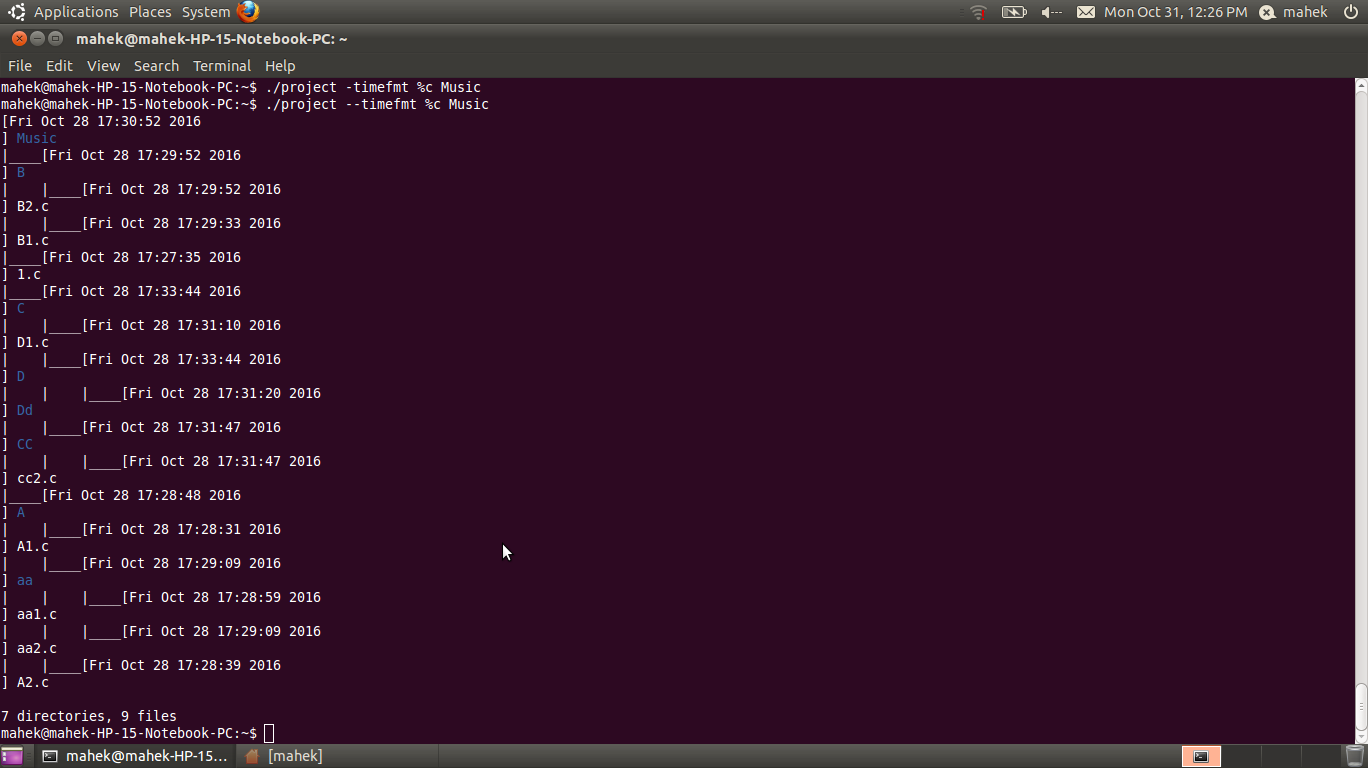 Applications Places System Mon Oct 31, 12:26 PM mahek
mahek@mahek-HP-15-Notebook-PC: ~
File Edit View Search Terminal Help
mahek@mahek-HP-15-Notebook-PC:~$ ./project -timefmt %c Music
mahek@mahek-HP-15-Notebook-PC:~$ ./project --timefmt %c Music
[Fri Oct 28 17:30:52 2016
] Music
|____[Fri Oct 28 17:29:52 2016
] B
|    |____[Fri Oct 28 17:29:52 2016
] B2.c
|    |____[Fri Oct 28 17:29:33 2016
] B1.c
|____[Fri Oct 28 17:27:35 2016
] 1.c
|____[Fri Oct 28 17:33:44 2016
] C
|    |____[Fri Oct 28 17:31:10 2016
] D1.c
|    |____[Fri Oct 28 17:33:44 2016
] D
|    |    |____[Fri Oct 28 17:31:20 2016
] Dd
|    |____[Fri Oct 28 17:31:47 2016
] CC
|    |    |____[Fri Oct 28 17:31:47 2016
] cc2.c
|____[Fri Oct 28 17:28:48 2016
] A
|    |____[Fri Oct 28 17:28:31 2016
] A1.c
|    |____[Fri Oct 28 17:29:09 2016
] aa
|    |    |____[Fri Oct 28 17:28:59 2016
] aa1.c
|    |    |____[Fri Oct 28 17:29:09 2016
] aa2.c
|    |____[Fri Oct 28 17:28:39 2016
] A2.c
7 directories, 9 files
mahek@mahek-HP-15-Notebook-PC:~$
mahek@mahek-HP-15... [mahek]